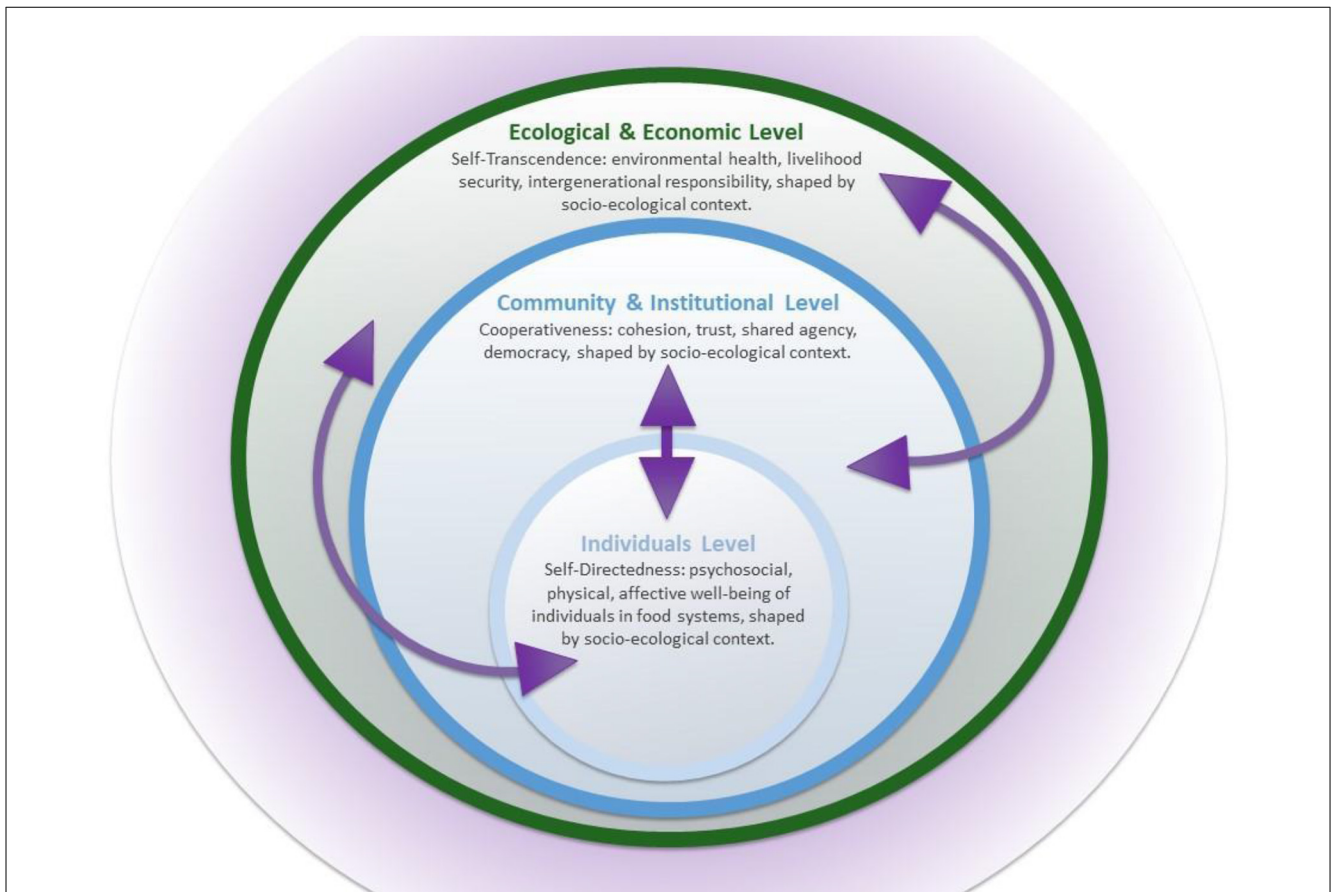 Ecological & Economic Level
Self-Transcendence: environmental health, livelihood
security, intergenerational responsibility, shaped by
socio-ecological context.
Community & Institutional Level
Cooperativeness: cohesion, trust, shared agency,
democracy, shaped by socio-ecological context.
Individuals Level
Self-Directedness: psychosocial,
physical, affective well-being of
individuals in food systems, shaped
by socio-ecological context.